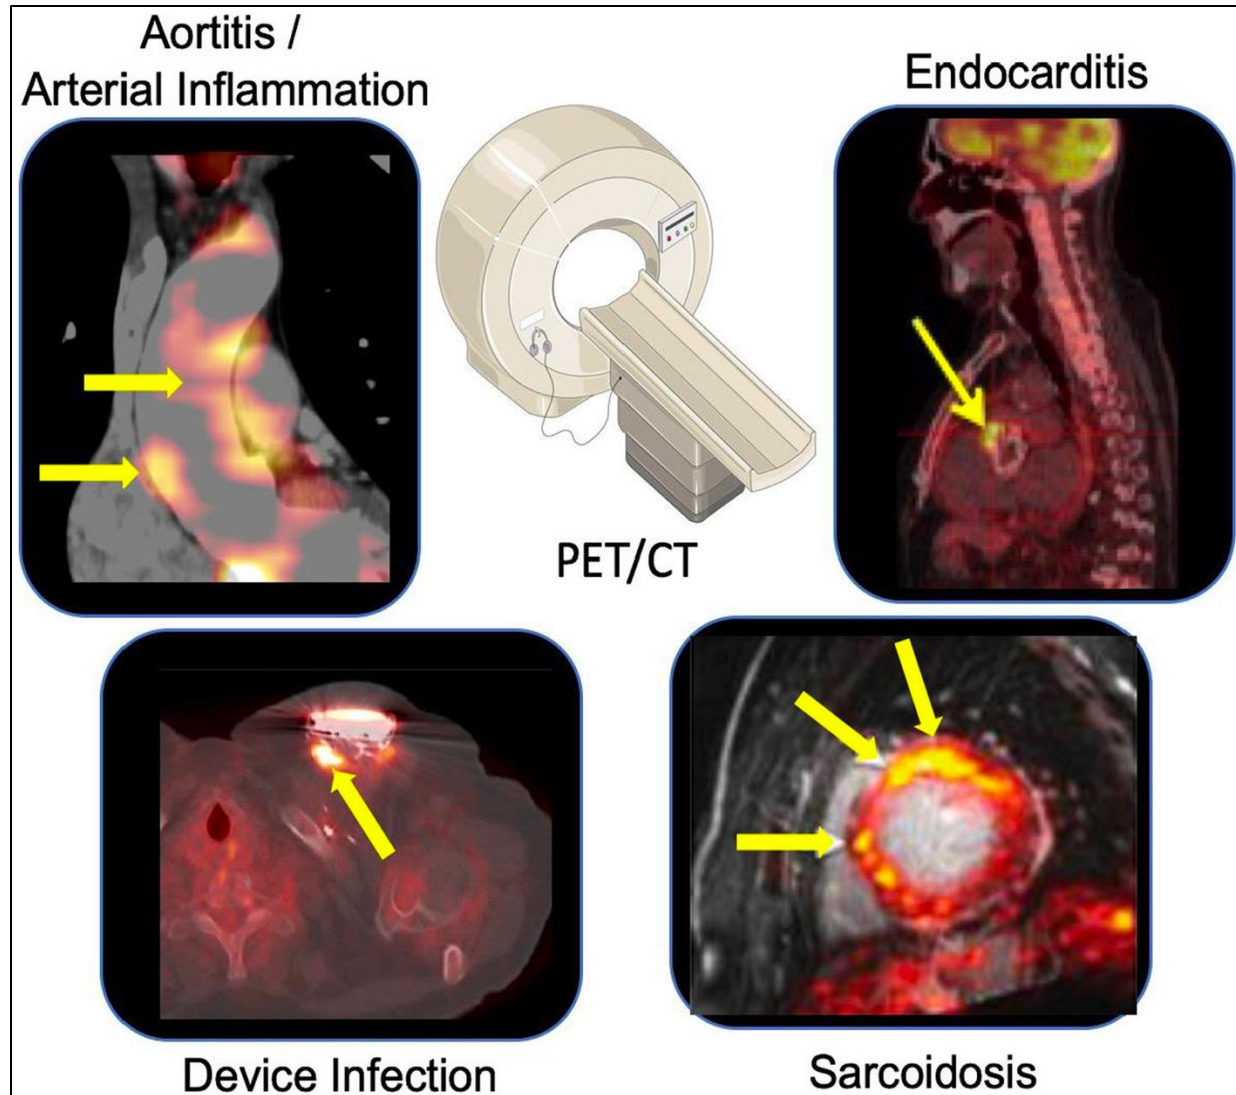 Aortitis /
Arterial Inflammation
Endocarditis
PET/CT
Device Infection
Sarcoidosis